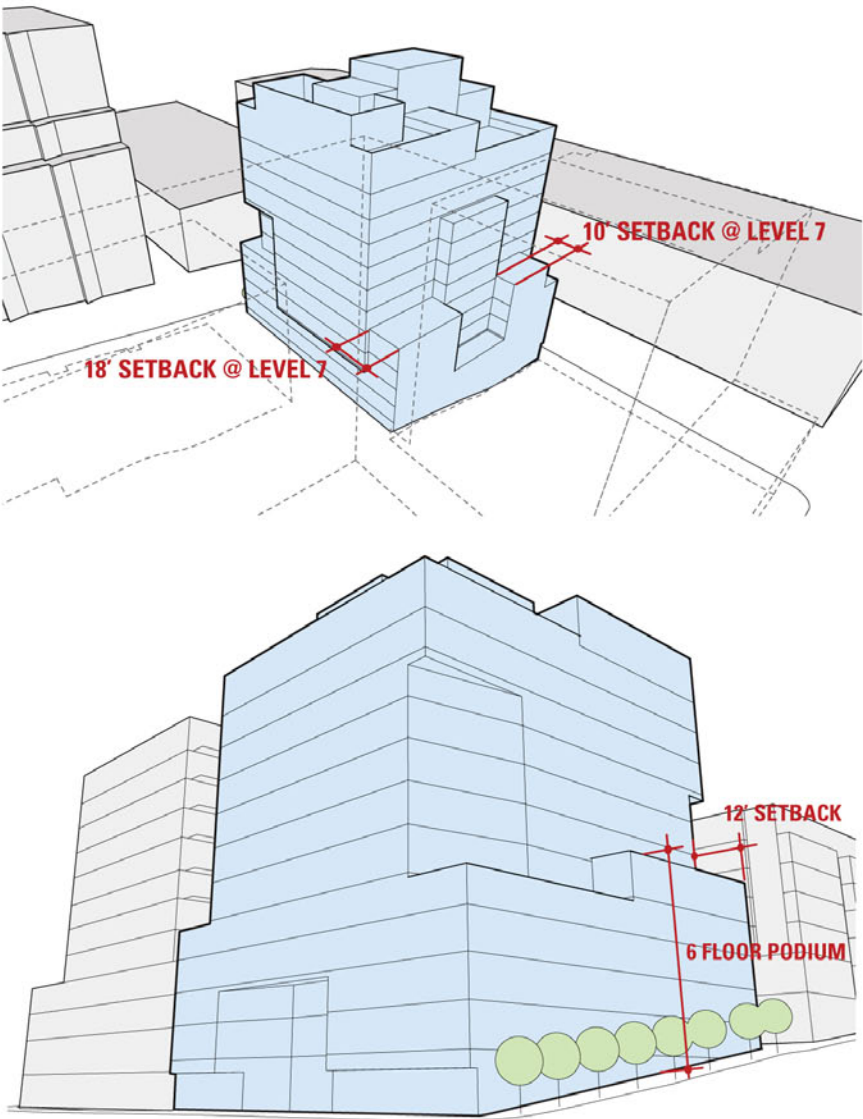 10' SETBACK @ LEVEL 7
18' SETBACK @ LEVEL 7
12' SETBACK
6 FLOOR PODIUM